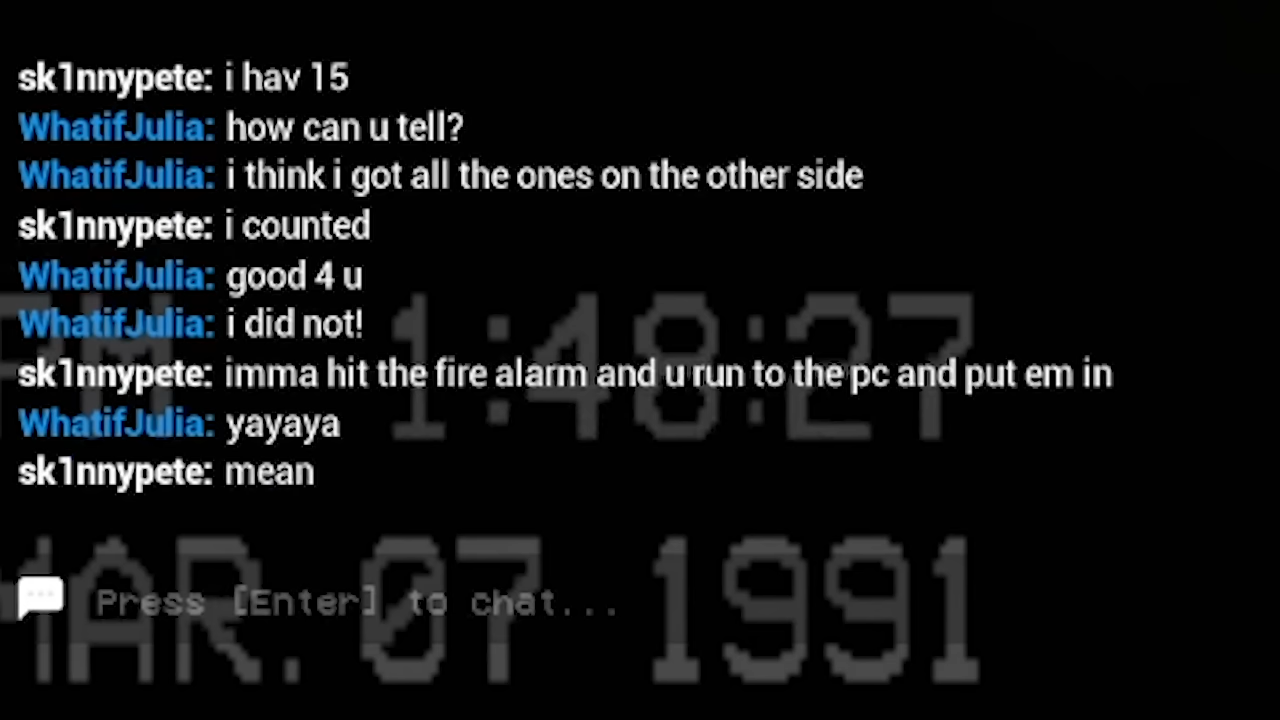 sk1nnypete: i hav 15
WhatifJulia: how can u tell?
WhatifJulia: i think i got all the ones on the other side
sk1nnypete: i counted
WhatifJulia: good 4 u
WhatifJulia: i did not!
PM 1:48:27
sk1nnypete: imma hit the fire alarm and u run to the pc and put em in
WhatifJulia: yayaya
sk1nnypete: mean
MAR. 07 1991
Press [Enter] to chat...